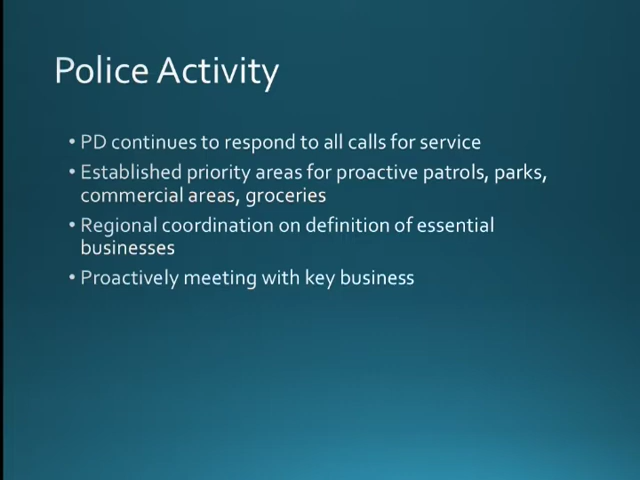 Police Activity
• PD continues to respond to all calls for service
• Established priority areas for proactive patrols, parks,
commercial areas, groceries
• Regional coordination on definition of essential
businesses
• Proactively meeting with key business